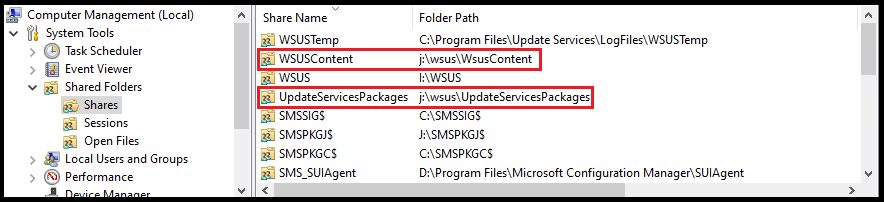 Computer Management (Local)
System Tools
Task Scheduler
Event Viewer
Shared Folders
Shares
Sessions
Open Files
Local Users and Groups
Performance
Device Manager
Share Name Folder Path
WSUSTemp C:\Program Files\Update Services\LogFiles\WSUSTemp
WSUSContent j:\wsus\WsusContent
WSUS I:\WSUS
UpdateServicesPackages j:\wsus\UpdateServicesPackages
SMSSIG$ C:\SMSSIG$
SMSPKGJ$ J:\SMSPKGJ$
SMSPKGC$ C:\SMSPKGC$
SMS_SUIAgent D:\Program Files\Microsoft Configuration Manager\SUIAgent